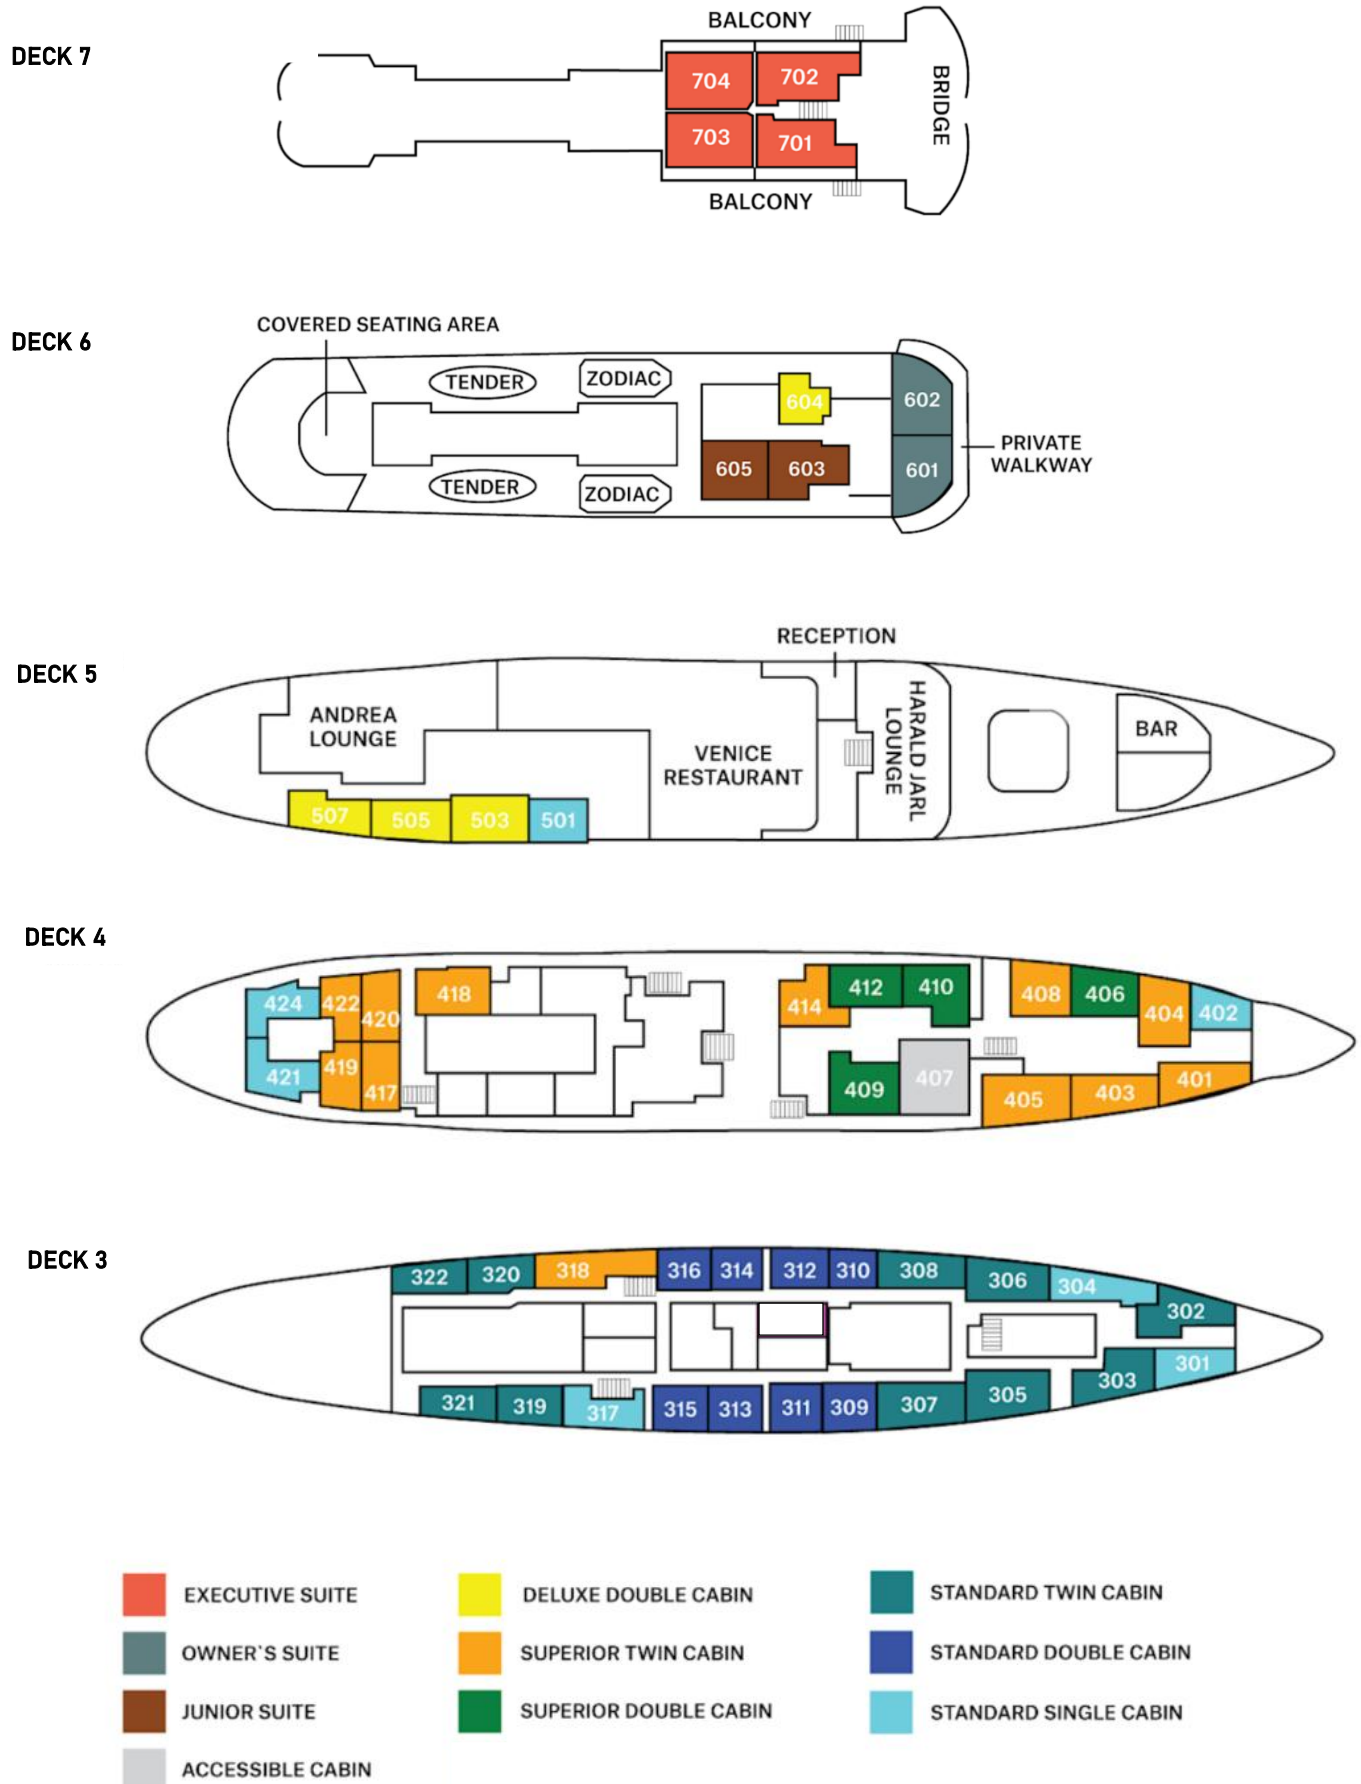 BALCONY
DECK 7
704
702
703
701
BRIDGE
BALCONY
COVERED SEATING AREA
DECK 6
TENDER
ZODIAC
604
602
605
603
601
PRIVATE
WALKWAY
TENDER
ZODIAC
RECEPTION
DECK 5
ANDREA
LOUNGE
VENICE
RESTAURANT
HARALD JARL
LOUNGE
BAR
507
505
503
501
DECK 4
424
422
420
418
414
412
410
408
406
404
402
421
419
417
409
407
405
403
401
DECK 3
322
320
318
316
314
312
310
308
306
304
302
301
321
319
317
315
313
311
309
307
305
303
EXECUTIVE SUITE
DELUXE DOUBLE CABIN
STANDARD TWIN CABIN
OWNER`S SUITE
SUPERIOR TWIN CABIN
STANDARD DOUBLE CABIN
JUNIOR SUITE
SUPERIOR DOUBLE CABIN
STANDARD SINGLE CABIN
ACCESSIBLE CABIN